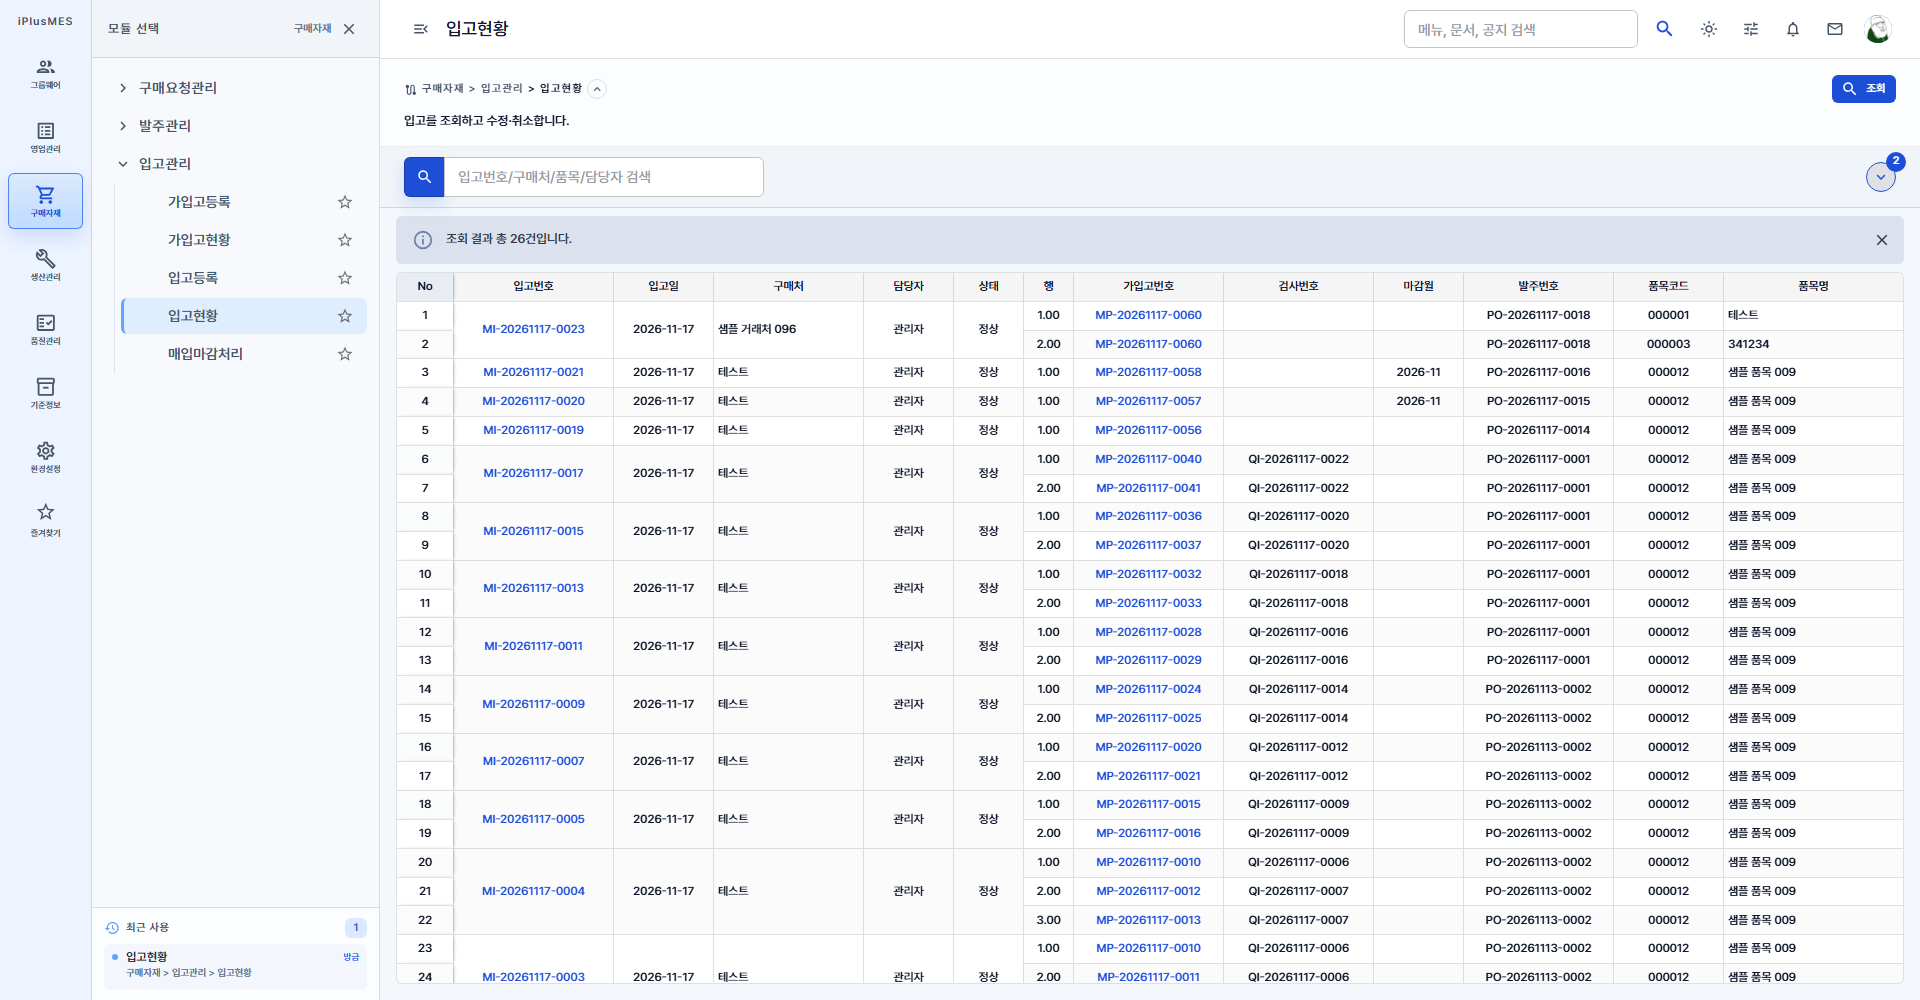 iPlusMES
그룹웨어
영업관리
구매자재
생산관리
품질관리
기준정보
환경설정
즐겨찾기
모듈 선택
구매자재
구매요청관리
발주관리
입고관리
가입고등록
가입고현황
입고등록
입고현황
매입마감처리
최근 사용 1
입고현황 방금
구매자재 > 입고관리 > 입고현황
입고현황
메뉴, 문서, 공지 검색
구매자재 > 입고관리 > 입고현황
조회
입고를 조회하고 수정·취소합니다.
입고번호/구매처/품목/담당자 검색
2
조회 결과 총 26건입니다.
No 입고번호 입고일 구매처 담당자 상태 행 가입고번호 검사번호 마감월 발주번호 품목코드 품목명
1 MI-20261117-0023 2026-11-17 샘플 거래처 096 관리자 정상 1.00 MP-20261117-0060 PO-20261117-0018 000001 테스트
2 2.00 MP-20261117-0060 PO-20261117-0018 000003 341234
3 MI-20261117-0021 2026-11-17 테스트 관리자 정상 1.00 MP-20261117-0058 2026-11 PO-20261117-0016 000012 샘플 품목 009
4 MI-20261117-0020 2026-11-17 테스트 관리자 정상 1.00 MP-20261117-0057 2026-11 PO-20261117-0015 000012 샘플 품목 009
5 MI-20261117-0019 2026-11-17 테스트 관리자 정상 1.00 MP-20261117-0056 PO-20261117-0014 000012 샘플 품목 009
6 MI-20261117-0017 2026-11-17 테스트 관리자 정상 1.00 MP-20261117-0040 QI-20261117-0022 PO-20261117-0001 000012 샘플 품목 009
7 2.00 MP-20261117-0041 QI-20261117-0022 PO-20261117-0001 000012 샘플 품목 009
8 MI-20261117-0015 2026-11-17 테스트 관리자 정상 1.00 MP-20261117-0036 QI-20261117-0020 PO-20261117-0001 000012 샘플 품목 009
9 2.00 MP-20261117-0037 QI-20261117-0020 PO-20261117-0001 000012 샘플 품목 009
10 MI-20261117-0013 2026-11-17 테스트 관리자 정상 1.00 MP-20261117-0032 QI-20261117-0018 PO-20261117-0001 000012 샘플 품목 009
11 2.00 MP-20261117-0033 QI-20261117-0018 PO-20261117-0001 000012 샘플 품목 009
12 MI-20261117-0011 2026-11-17 테스트 관리자 정상 1.00 MP-20261117-0028 QI-20261117-0016 PO-20261117-0001 000012 샘플 품목 009
13 2.00 MP-20261117-0029 QI-20261117-0016 PO-20261117-0001 000012 샘플 품목 009
14 MI-20261117-0009 2026-11-17 테스트 관리자 정상 1.00 MP-20261117-0024 QI-20261117-0014 PO-20261113-0002 000012 샘플 품목 009
15 2.00 MP-20261117-0025 QI-20261117-0014 PO-20261113-0002 000012 샘플 품목 009
16 MI-20261117-0007 2026-11-17 테스트 관리자 정상 1.00 MP-20261117-0020 QI-20261117-0012 PO-20261113-0002 000012 샘플 품목 009
17 2.00 MP-20261117-0021 QI-20261117-0012 PO-20261113-0002 000012 샘플 품목 009
18 MI-20261117-0005 2026-11-17 테스트 관리자 정상 1.00 MP-20261117-0015 QI-20261117-0009 PO-20261113-0002 000012 샘플 품목 009
19 2.00 MP-20261117-0016 QI-20261117-0009 PO-20261113-0002 000012 샘플 품목 009
20 1.00 MP-20261117-0010 QI-20261117-0006 PO-20261113-0002 000012 샘플 품목 009
21 MI-20261117-0004 2026-11-17 테스트 관리자 정상 2.00 MP-20261117-0012 QI-20261117-0007 PO-20261113-0002 000012 샘플 품목 009
22 3.00 MP-20261117-0013 QI-20261117-0007 PO-20261113-0002 000012 샘플 품목 009
23 1.00 MP-20261117-0010 QI-20261117-0006 PO-20261113-0002 000012 샘플 품목 009
24 MI-20261117-0003 2026-11-17 테스트 관리자 정상 2.00 MP-20261117-0011 QI-20261117-0006 PO-20261113-0002 000012 샘플 품목 009